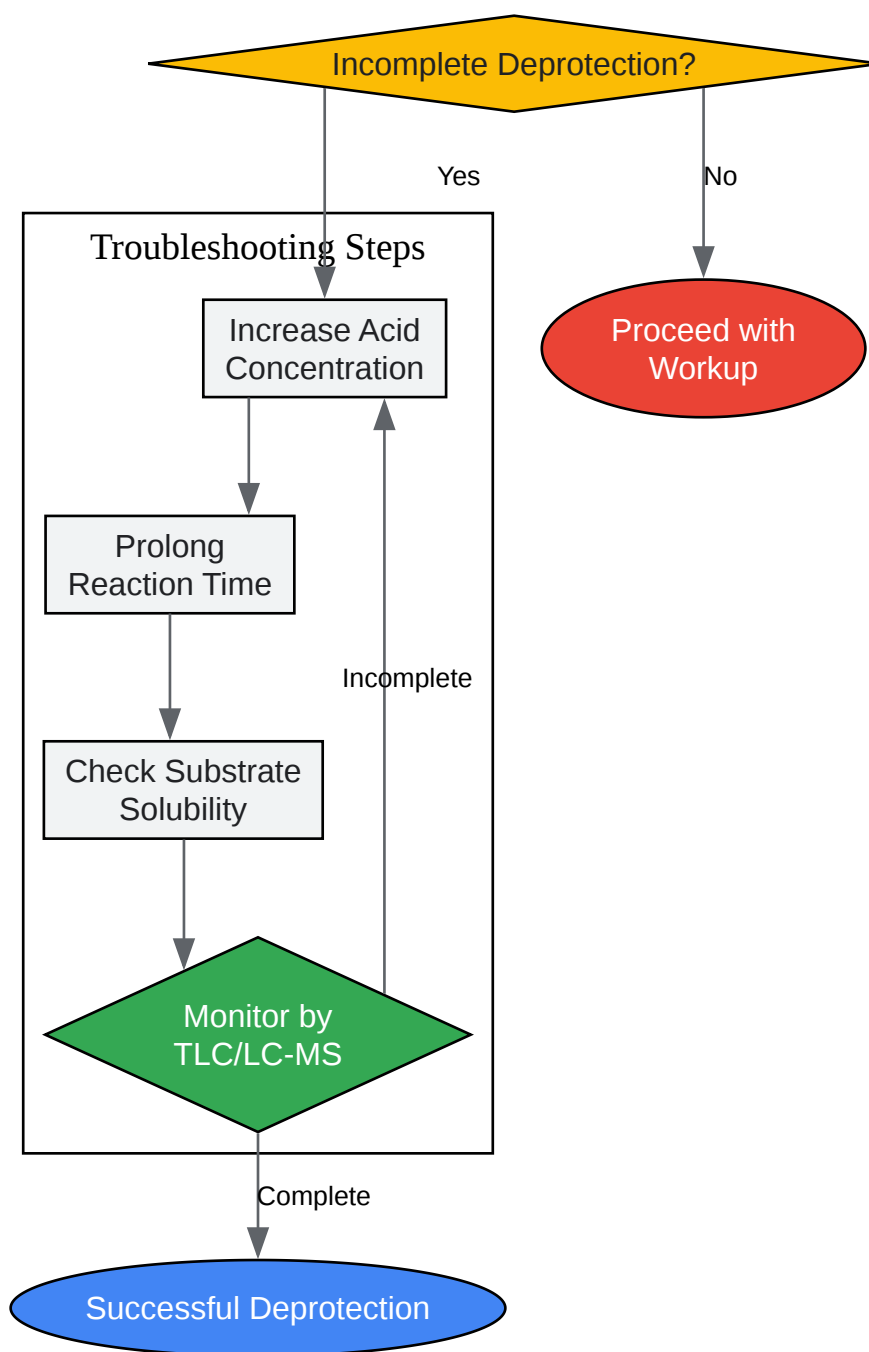 Incomplete Deprotection?
Yes
No
Troubleshooting Steps
Increase Acid
Concentration
Proceed with
Workup
Prolong
Reaction Time
Incomplete
Check Substrate
Solubility
Monitor by
TLC/LC-MS
Complete
Successful Deprotection